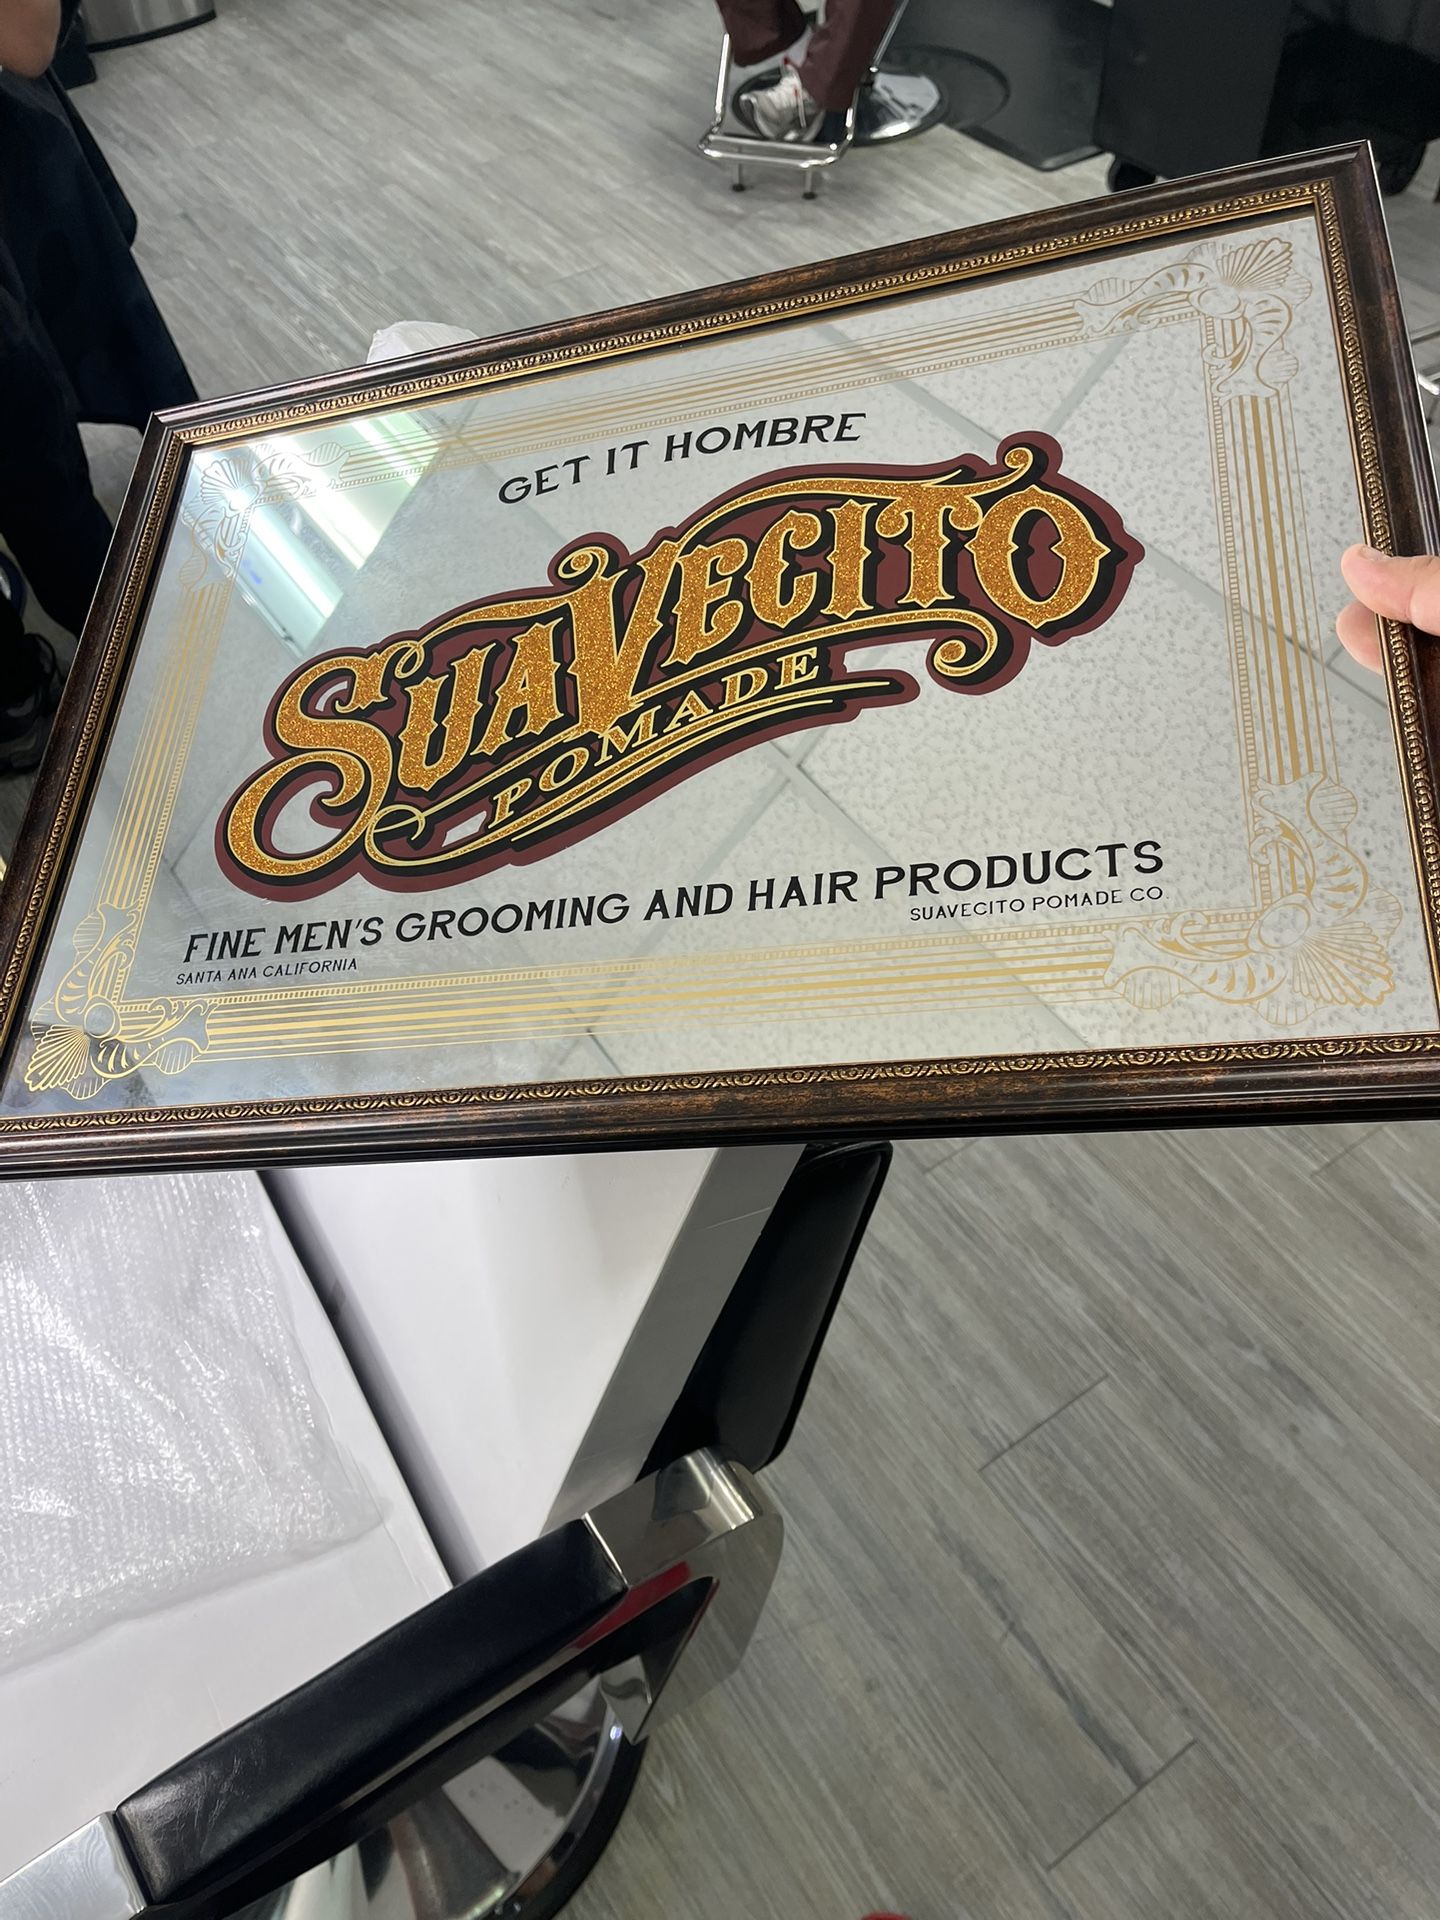 GET IT HOMBRE
SUAVECITO
POMADE
FINE MEN'S GROOMING AND HAIR PRODUCTS
SANTA ANA CALIFORNIA
SUAVECITO POMADE CO.